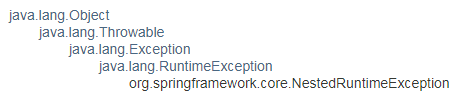 java.lang.Object
java.lang.Throwable
java.lang.Exception
java.lang.RuntimeException
org.springframework.core.NestedRuntimeException